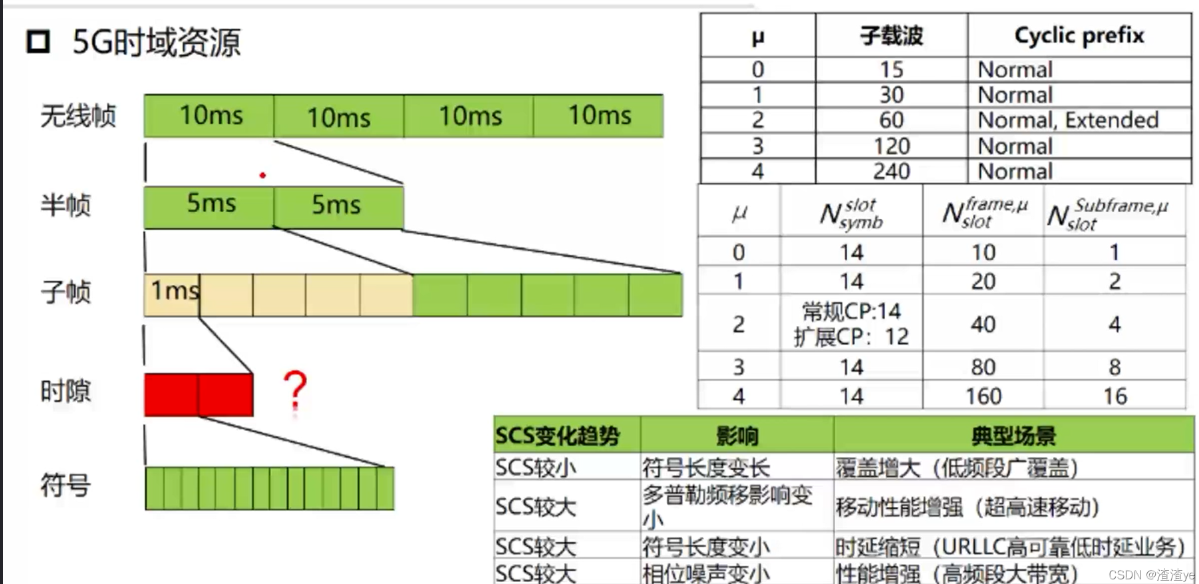 5G时域资源
无线帧 10ms 10ms 10ms 10ms
半帧 5ms 5ms
子帧 1ms
时隙 ?
符号
μ 子载波 Cyclic prefix
0 15 Normal
1 30 Normal
2 60 Normal, Extended
3 120 Normal
4 240 Normal
μ N_symb^slot N_slot^frame,μ N_slot^Subframe,μ
0 14 10 1
1 14 20 2
2 常规CP:14 40 4
扩展CP：12
3 14 80 8
4 14 160 16
SCS变化趋势 影响 典型场景
SCS较小 符号长度变长 覆盖增大（低频段广覆盖）
SCS较大 多普勒频移影响变 移动性能增强（超高速移动）
小
SCS较大 符号长度变小 时延缩短（URLLC高可靠低时延业务）
SCS较大 相位噪声变小 性能增强（高频段大带宽）
CSDN @渣渣ye